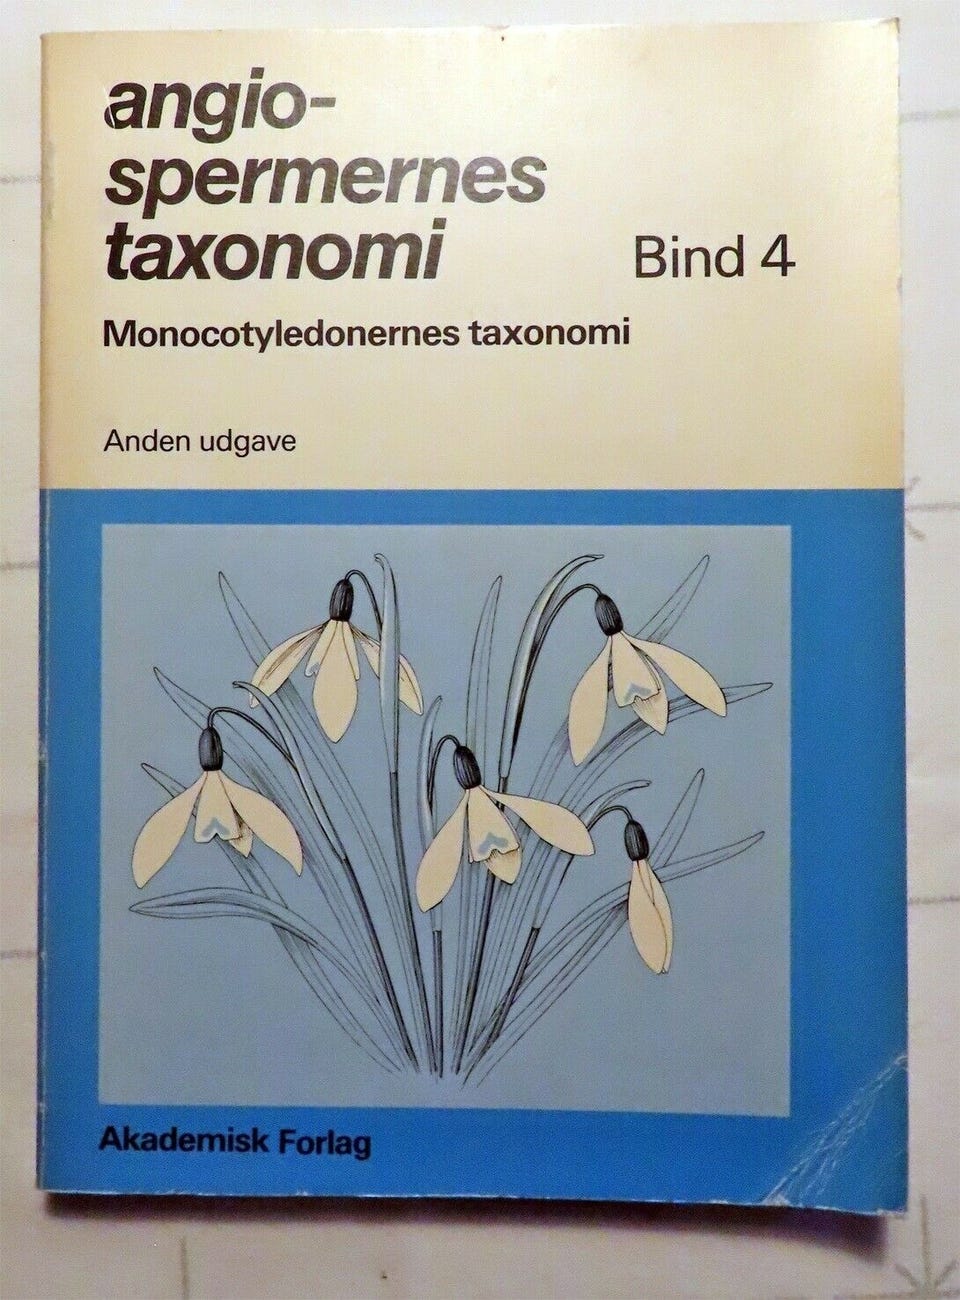 angio-
spermernes
taxonomi
Bind 4
Monocotyledonernes taxonomi
Anden udgave
Akademisk Forlag